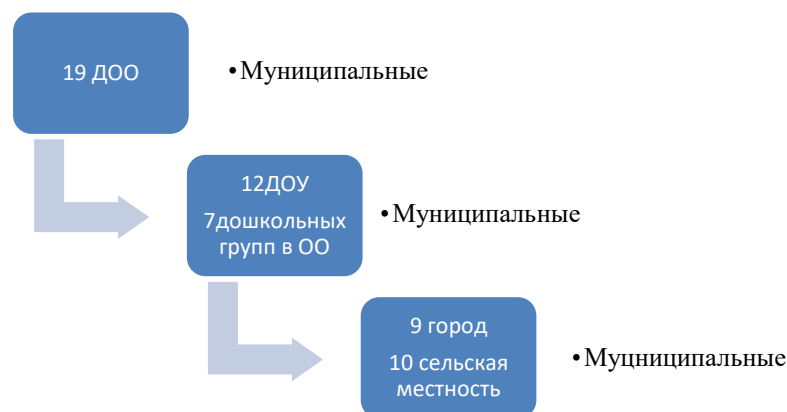 19 ДОО
•Муниципальные
12ДОУ
7дошкольных
групп в ОО
•Муниципальные
9 город
10 сельская
местность
•Муцниципальные